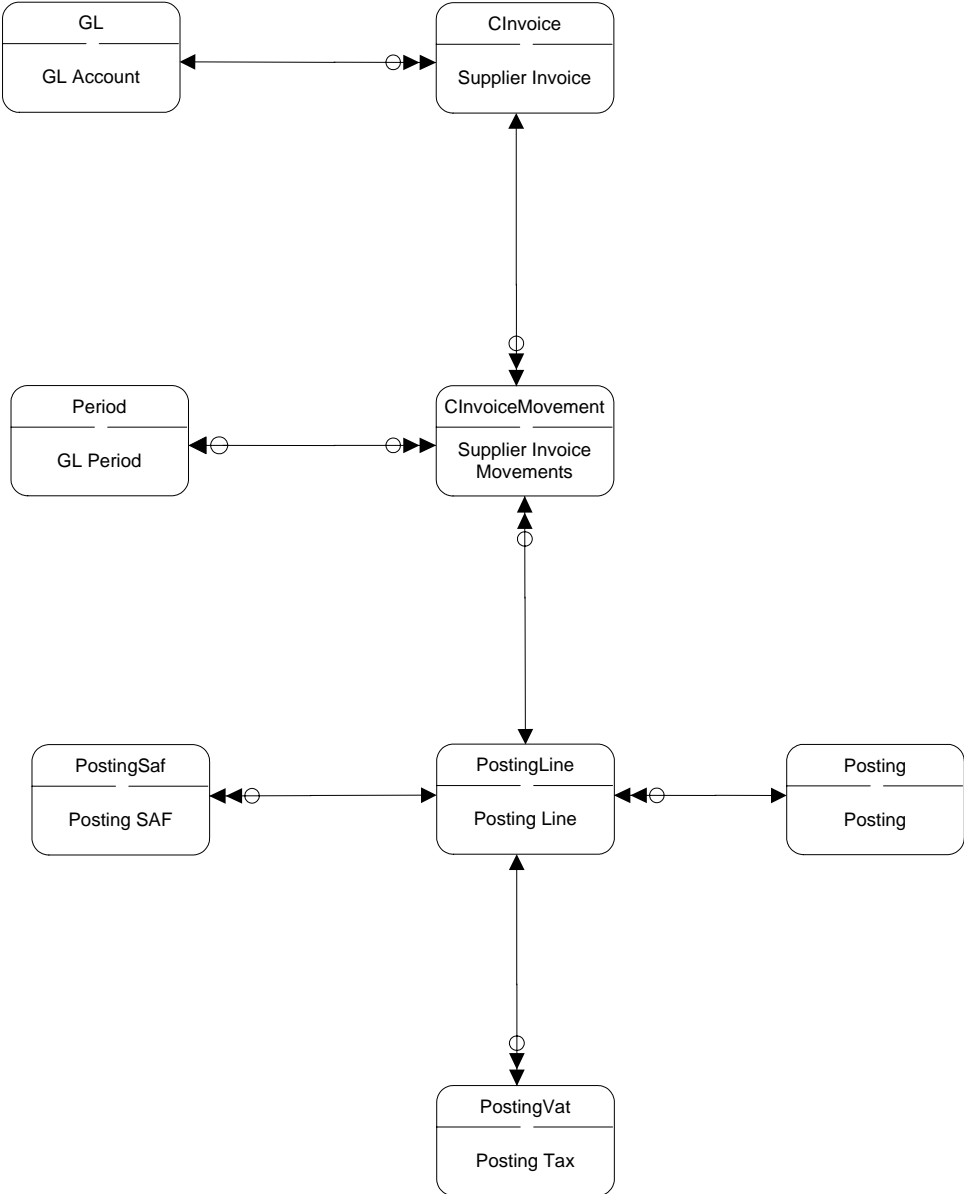 GL
GL Account
CInvoice
Supplier Invoice
Period
GL Period
CInvoiceMovement
Supplier Invoice
Movements
PostingSaf
Posting SAF
PostingLine
Posting Line
Posting
Posting
PostingVat
Posting Tax